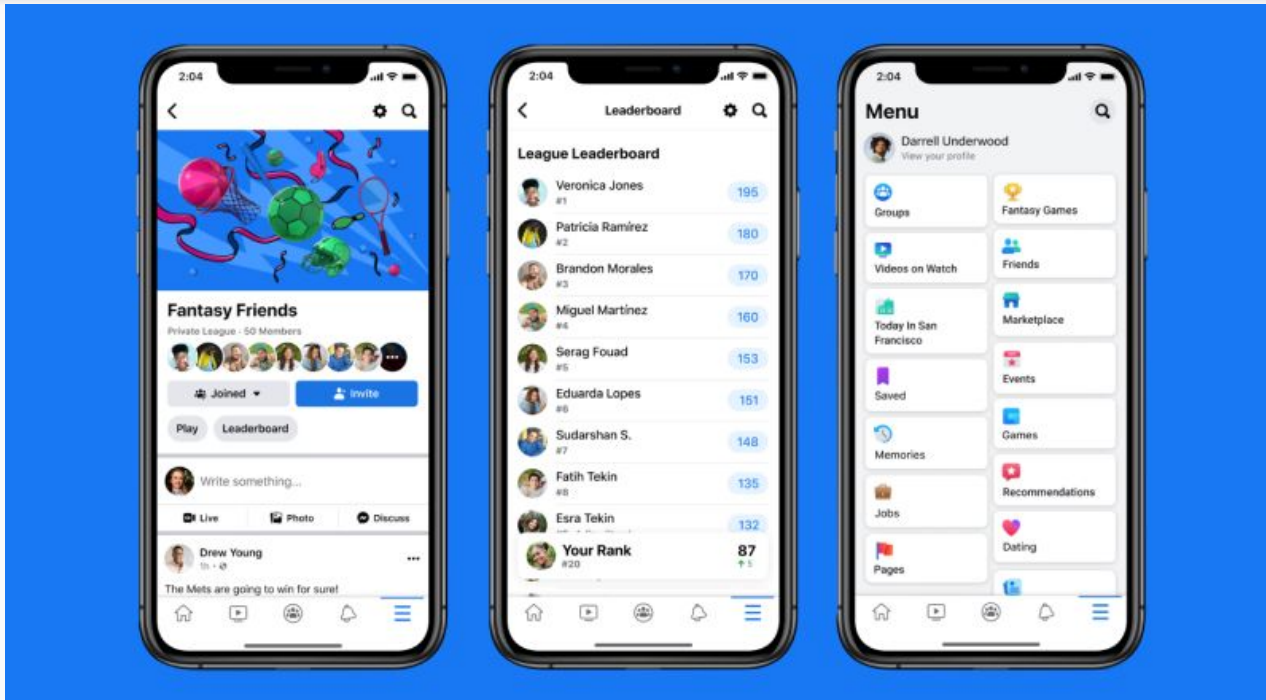 2:04
Fantasy Friends
Private League · 50 Members
Joined
Invite
Play
Leaderboard
Write something...
Live
Photo
Discuss
Drew Young
1h ·
The Mets are going to win for sure!
2:04
Leaderboard
League Leaderboard
Veronica Jones
#1
195
Patricia Ramirez
#2
180
Brandon Morales
#3
170
Miguel Martínez
#4
160
Serag Fouad
#5
153
Eduarda Lopes
#6
151
Sudarshan S.
#7
148
Fatih Tekin
#8
135
Esra Tekin
132
Your Rank
#20
87
↑ 5
2:04
Menu
Darrell Underwood
View your profile
Groups
Videos on Watch
Today In San
Francisco
Saved
Memories
Jobs
Pages
Fantasy Games
Friends
Marketplace
Events
Games
Recommendations
Dating